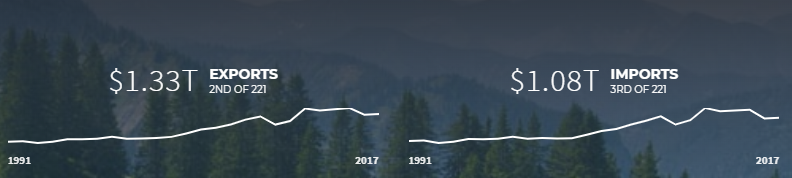 $1.33T EXPORTS
2ND OF 221
1991 2017
$1.08T IMPORTS
3RD OF 221
1991 2017